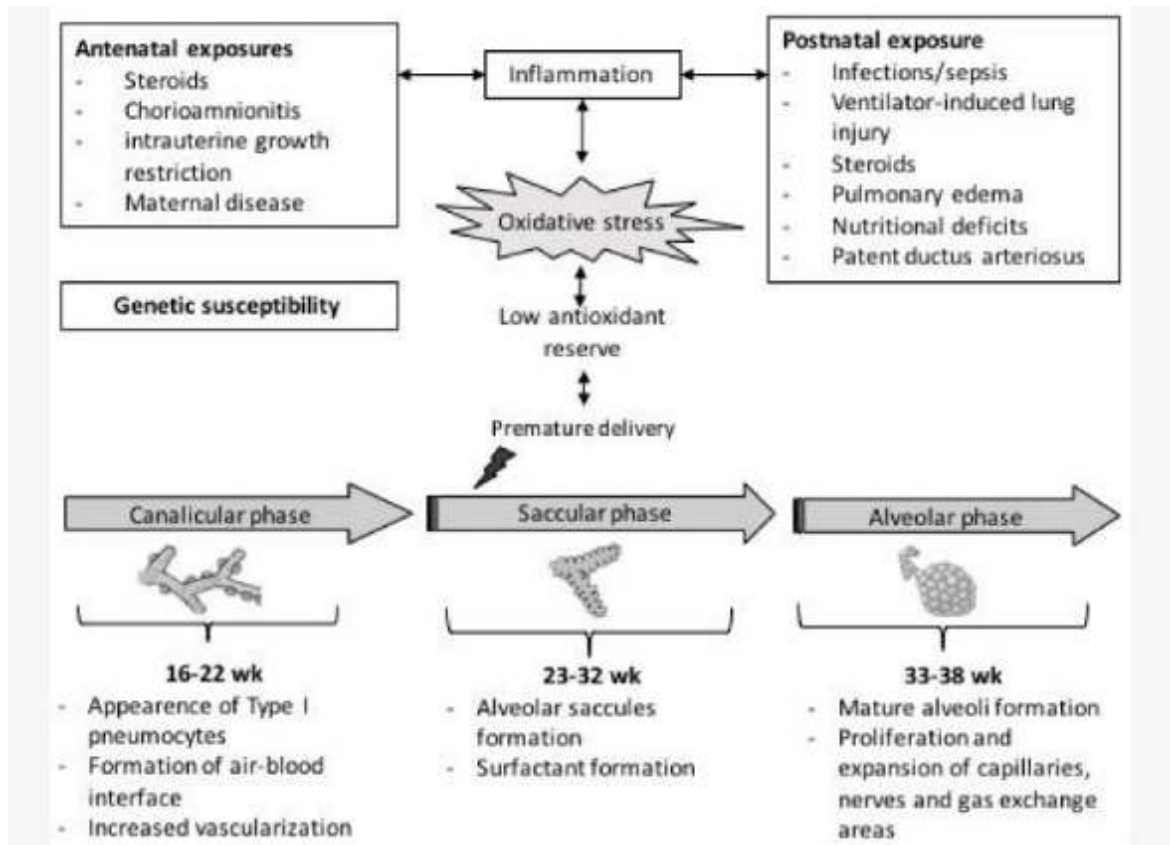 Antenatal exposures
- Steroids
- Chorioamnionitis
- intrauterine growth
restriction
- Maternal disease
Genetic susceptibility
Inflammation
Oxidative stress
Low antioxidant
reserve
Premature delivery
Postnatal exposure
- Infections/sepsis
- Ventilator-induced lung
injury
- Steroids
- Pulmonary edema
- Nutritional deficits
- Patent ductus arteriosus
Canalicular phase
Saccular phase
Alveolar phase
16-22 wk
- Appearence of Type I
pneumocytes
- Formation of air-blood
interface
- Increased vascularization
23-32 wk
- Alveolar saccules
formation
- Surfactant formation
33-38 wk
- Mature alveoli formation
- Proliferation and
expansion of capillaries,
nerves and gas exchange
areas